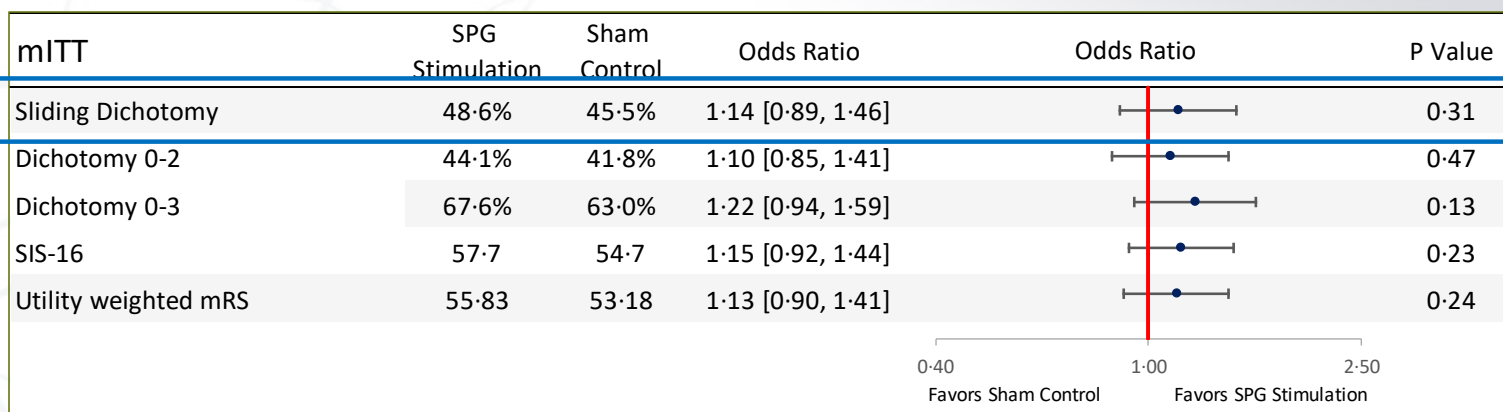 mITT SPG Stimulation Sham Control Odds Ratio Odds Ratio P Value
Sliding Dichotomy 48·6% 45·5% 1·14 [0·89, 1·46] 0·31
Dichotomy 0-2 44·1% 41·8% 1·10 [0·85, 1·41] 0·47
Dichotomy 0-3 67·6% 63·0% 1·22 [0·94, 1·59] 0·13
SIS-16 57·7 54·7 1·15 [0·92, 1·44] 0·23
Utility weighted mRS 55·83 53·18 1·13 [0·90, 1·41] 0·24
0·40 1·00 2·50
Favors Sham Control Favors SPG Stimulation